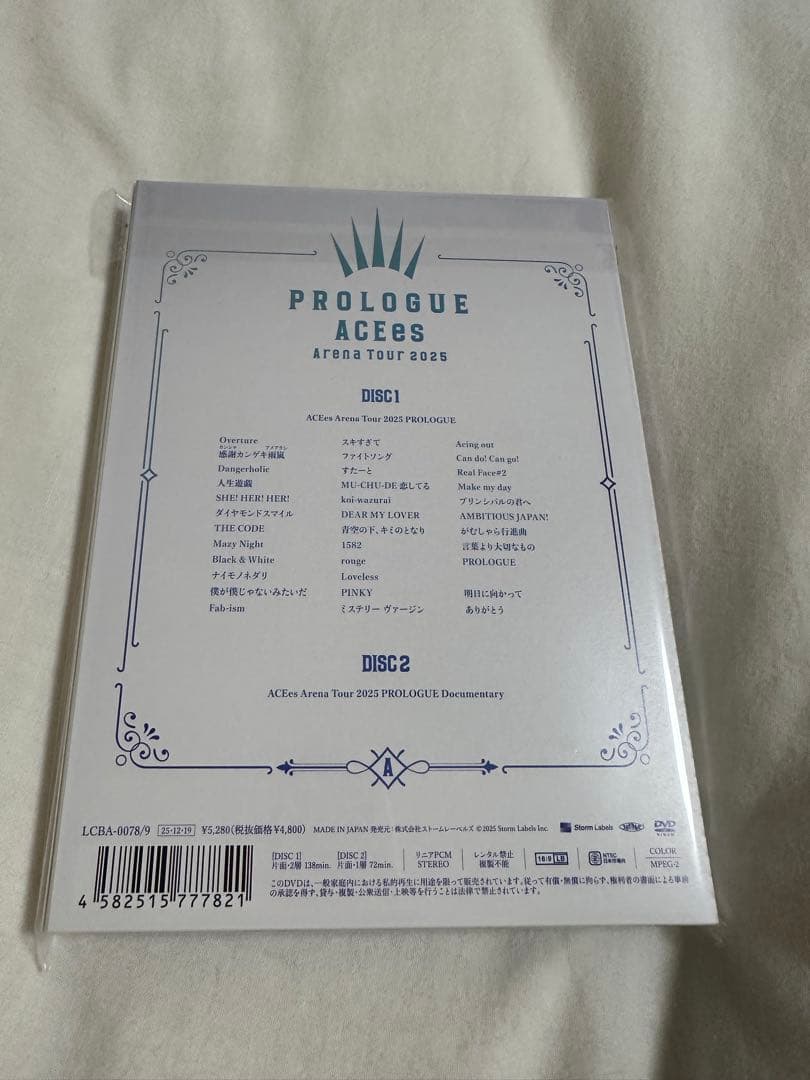 PROLOGUE
ACEes
Arena Tour 2025
DISC1
ACEes Arena Tour 2025 PROLOGUE
Overture
カンシャ アメアラシ
感謝カンゲキ雨嵐
Dangerholic
人生遊戯
SHE! HER! HER!
ダイヤモンドスマイル
THE CODE
Mazy Night
Black & White
ナイモノネダリ
僕が僕じゃないみたいだ
Fab-ism
スキすぎて
ファイトソング
すたーと
MU-CHU-DE 恋してる
koi-wazurai
DEAR MY LOVER
青空の下、キミのとなり
1582
rouge
Loveless
PINKY
ミステリー ヴァージン
Acing out
Can do! Can go!
Real Face#2
Make my day
プリンシパルの君へ
AMBITIOUS JAPAN!
がむしゃら行進曲
言葉より大切なもの
PROLOGUE
明日に向かって
ありがとう
DISC2
ACEes Arena Tour 2025 PROLOGUE Documentary
A
LCBA-0078/9 25・12・19 ¥5,280(税抜価格¥4,800) MADE IN JAPAN 発売元:株式会社ストームレーベルズ ©2025 Storm Labels Inc. Storm Labels DVD VIDEO
[DISC 1] [DISC 2] リニアPCM レンタル禁止 16:9 LB NTSC COLOR
片面・2層 138min. 片面・1層 72min. STEREO 複製不能 日本市場向 MPEG-2
このDVDは、一般家庭内における私的再生に用途を限って販売されています。従って有償・無償に拘らず、権利者の書面による事前
の承認を得ず、貸与・複製・公衆送信・上映等を行うことは法律で禁止されています。
4 582515 777821